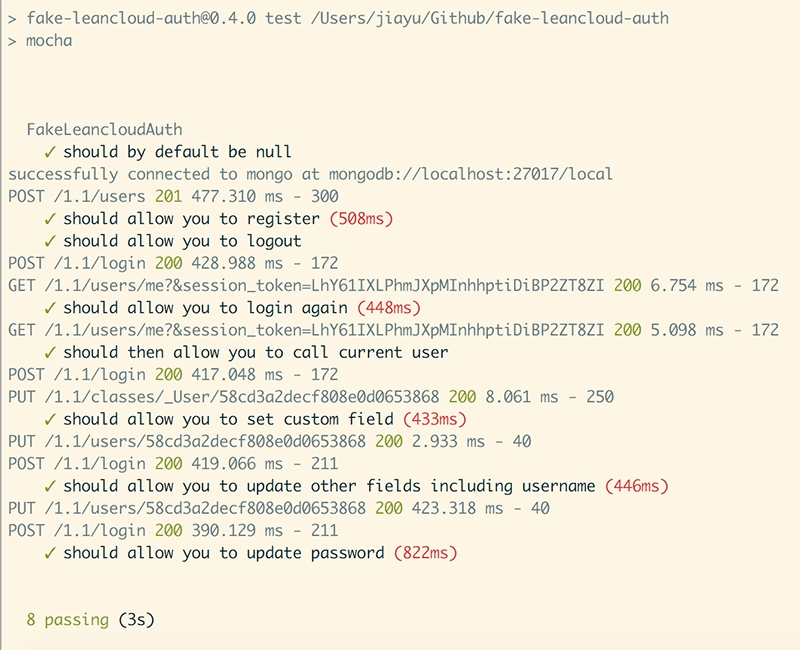 > fake-leancloud-auth@0.4.0 test /Users/jiayu/Github/fake-leancloud-auth
> mocha
FakeLeancloudAuth
✓ should by default be null
successfully connected to mongo at mongodb://localhost:27017/local
POST /1.1/users 201 477.310 ms - 300
✓ should allow you to register (508ms)
✓ should allow you to logout
POST /1.1/login 200 428.988 ms - 172
GET /1.1/users/me?&session_token=LhY61IXLPhmJXpMInhhptiDiBP2ZT8ZI 200 6.754 ms - 172
✓ should allow you to login again (448ms)
GET /1.1/users/me?&session_token=LhY61IXLPhmJXpMInhhptiDiBP2ZT8ZI 200 5.098 ms - 172
✓ should then allow you to call current user
POST /1.1/login 200 417.048 ms - 172
PUT /1.1/classes/_User/58cd3a2decf808e0d0653868 200 8.061 ms - 250
✓ should allow you to set custom field (433ms)
PUT /1.1/users/58cd3a2decf808e0d0653868 200 2.933 ms - 40
POST /1.1/login 200 419.066 ms - 211
✓ should allow you to update other fields including username (446ms)
PUT /1.1/users/58cd3a2decf808e0d0653868 200 423.318 ms - 40
POST /1.1/login 200 390.129 ms - 211
✓ should allow you to update password (822ms)
8 passing (3s)